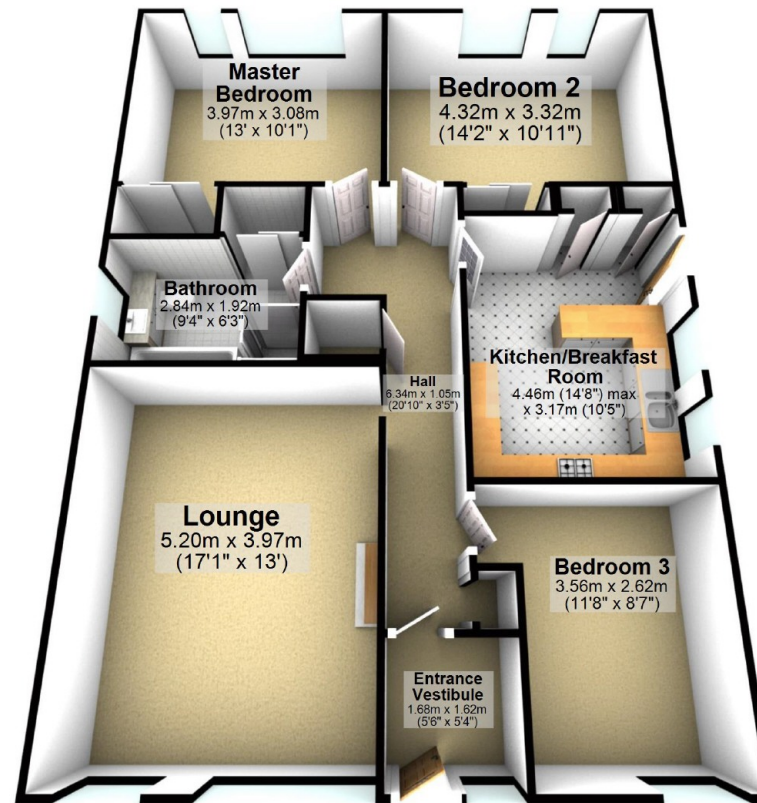 Master
Bedroom
3.97m x 3.08m
(13' x 10'1")
Bedroom 2
4.32m x 3.32m
(14'2" x 10'11")
Bathroom
2.84m x 1.92m
(9'4" x 6'3")
Kitchen/Breakfast
Room
4.46m (14'8") max
x 3.17m (10'5")
Hall
6.34m x 1.05m
(20'10" x 3'5")
Lounge
5.20m x 3.97m
(17'1" x 13')
Bedroom 3
3.56m x 2.62m
(11'8" x 8'7")
Entrance
Vestibule
1.68m x 1.62m
(5'6" x 5'4")